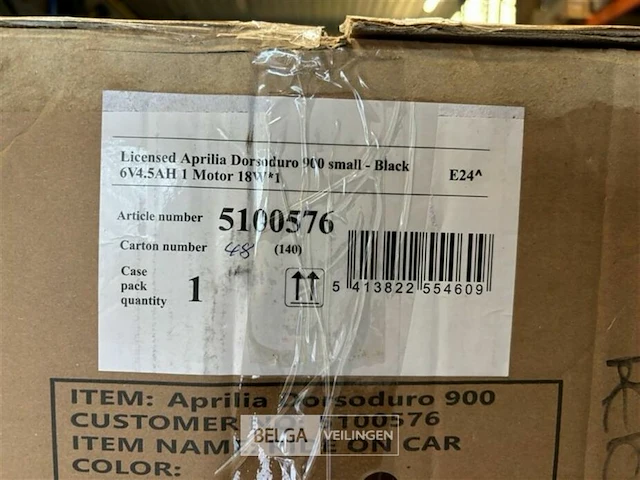 Licensed Aprilia Dorsoduro 900 small - Black
6V4.5AH 1 Motor 18W*1
E24^
Article number 5100576
Carton number 48 (140)
Case
pack
quantity
1
5 413822 554609
ITEM: Aprilia Dorsoduro 900
CUSTOMER 5100576
ITEM ON CAR
COLOR:
BELGA VEILINGEN